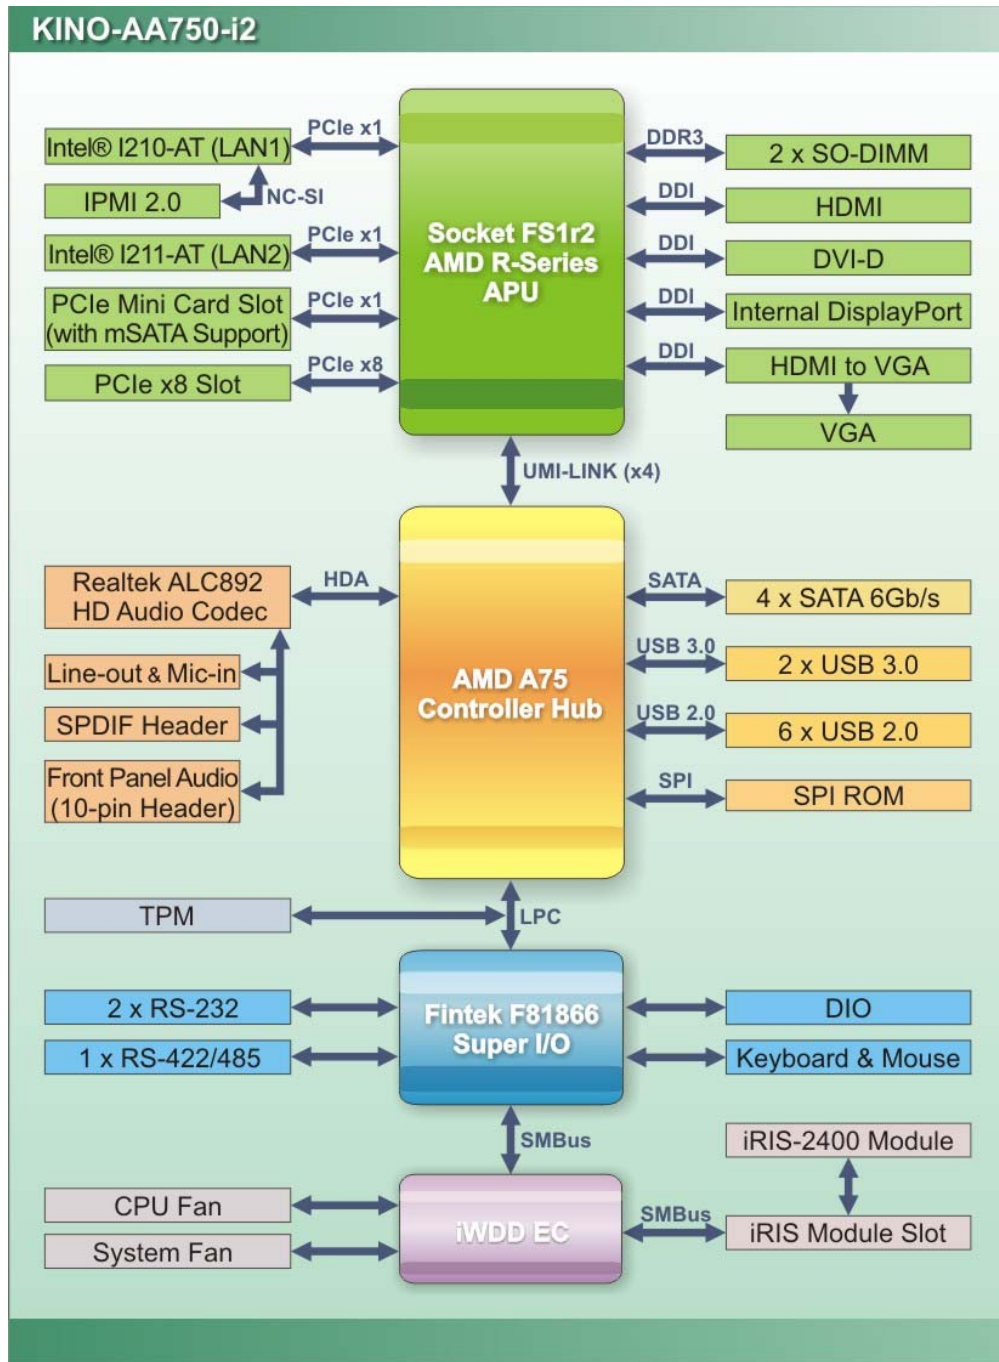 KINO-AA750-i2
Intel® I210-AT (LAN1)
PCIe x1
IPMI 2.0
NC-SI
Intel® I211-AT (LAN2)
PCIe x1
PCIe Mini Card Slot
(with mSATA Support)
PCIe x1
PCIe x8 Slot
PCIe x8
Socket FS1r2
AMD R-Series
APU
DDR3
2 x SO-DIMM
DDI
HDMI
DDI
DVI-D
DDI
Internal DisplayPort
DDI
HDMI to VGA
VGA
UMI-LINK (x4)
Realtek ALC892
HD Audio Codec
HDA
Line-out & Mic-in
SPDIF Header
Front Panel Audio
(10-pin Header)
AMD A75
Controller Hub
SATA
4 x SATA 6Gb/s
USB 3.0
2 x USB 3.0
USB 2.0
6 x USB 2.0
SPI
SPI ROM
TPM
LPC
2 x RS-232
1 x RS-422/485
Fintek F81866
Super I/O
DIO
Keyboard & Mouse
SMBus
CPU Fan
System Fan
iWDD EC
SMBus
iRIS-2400 Module
iRIS Module Slot